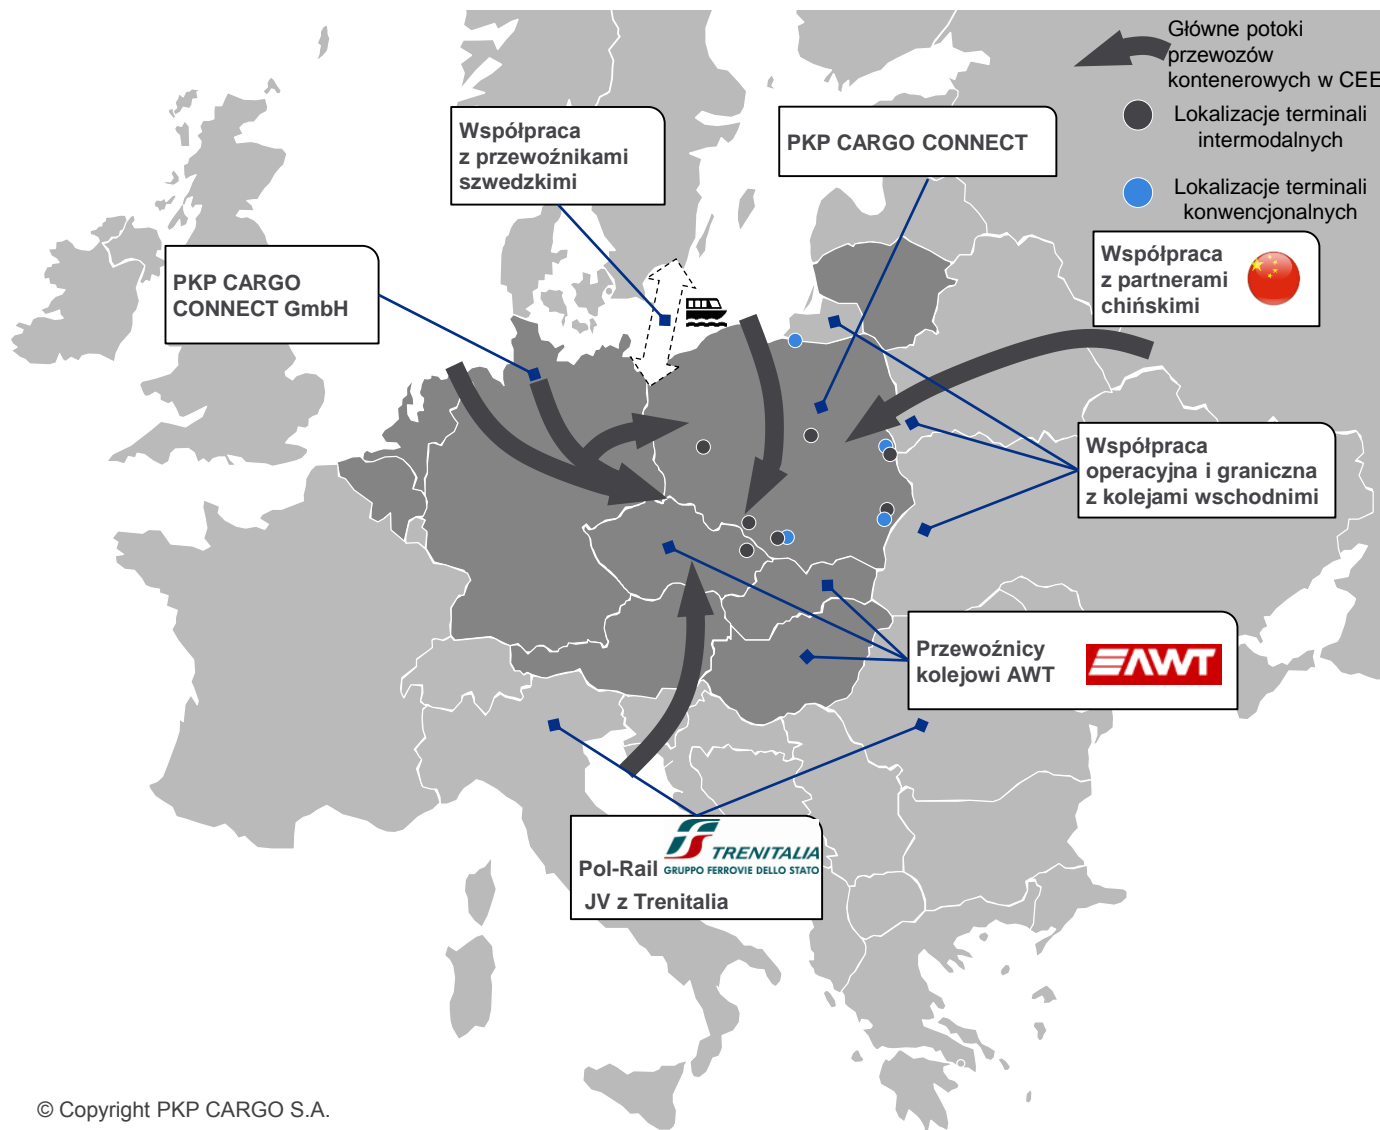 Główne potoki
przewozów
kontenerowych w CEE
Lokalizacje terminali
intermodalnych
Lokalizacje terminali
konwencjonalnych
Współpraca
z przewoźnikami
szwedzkimi
PKP CARGO CONNECT
PKP CARGO
CONNECT GmbH
Współpraca
z partnerami
chińskimi
Współpraca
operacyjna i graniczna
z kolejami wschodnimi
Przewoźnicy
kolejowi AWT
AWT
Pol-Rail
TRENITALIA
GRUPPO FERROVIE DELLO STATO
JV z Trenitalia
© Copyright PKP CARGO S.A.